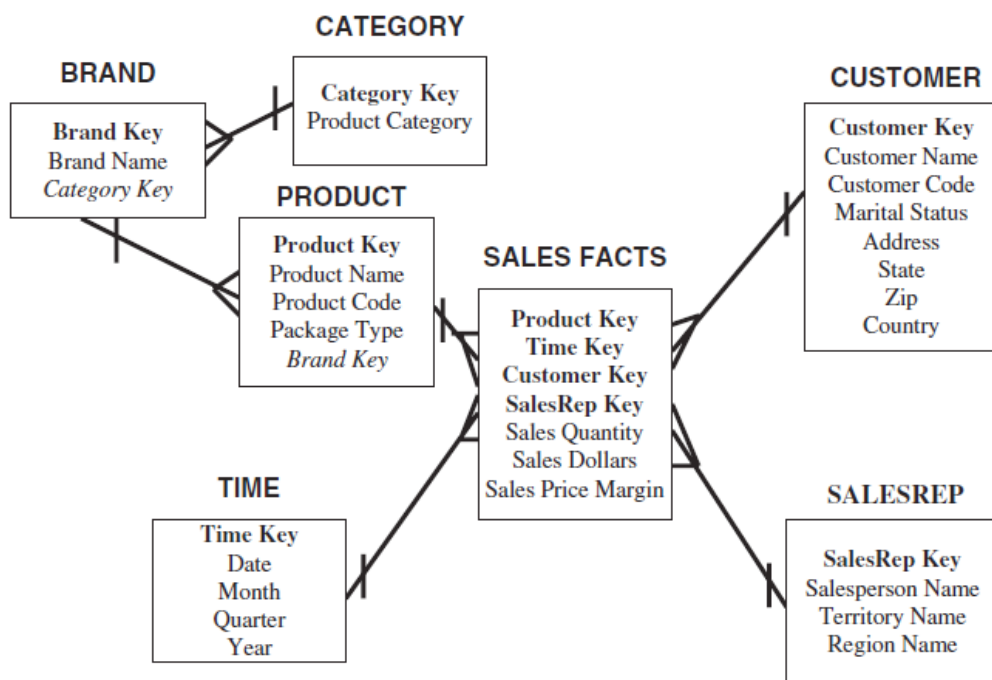 CATEGORY
Category Key
Product Category
BRAND
Brand Key
Brand Name
Category Key
PRODUCT
Product Key
Product Name
Product Code
Package Type
Brand Key
SALES FACTS
Product Key
Time Key
Customer Key
SalesRep Key
Sales Quantity
Sales Dollars
Sales Price Margin
CUSTOMER
Customer Key
Customer Name
Customer Code
Marital Status
Address
State
Zip
Country
TIME
Time Key
Date
Month
Quarter
Year
SALESREP
SalesRep Key
Salesperson Name
Territory Name
Region Name